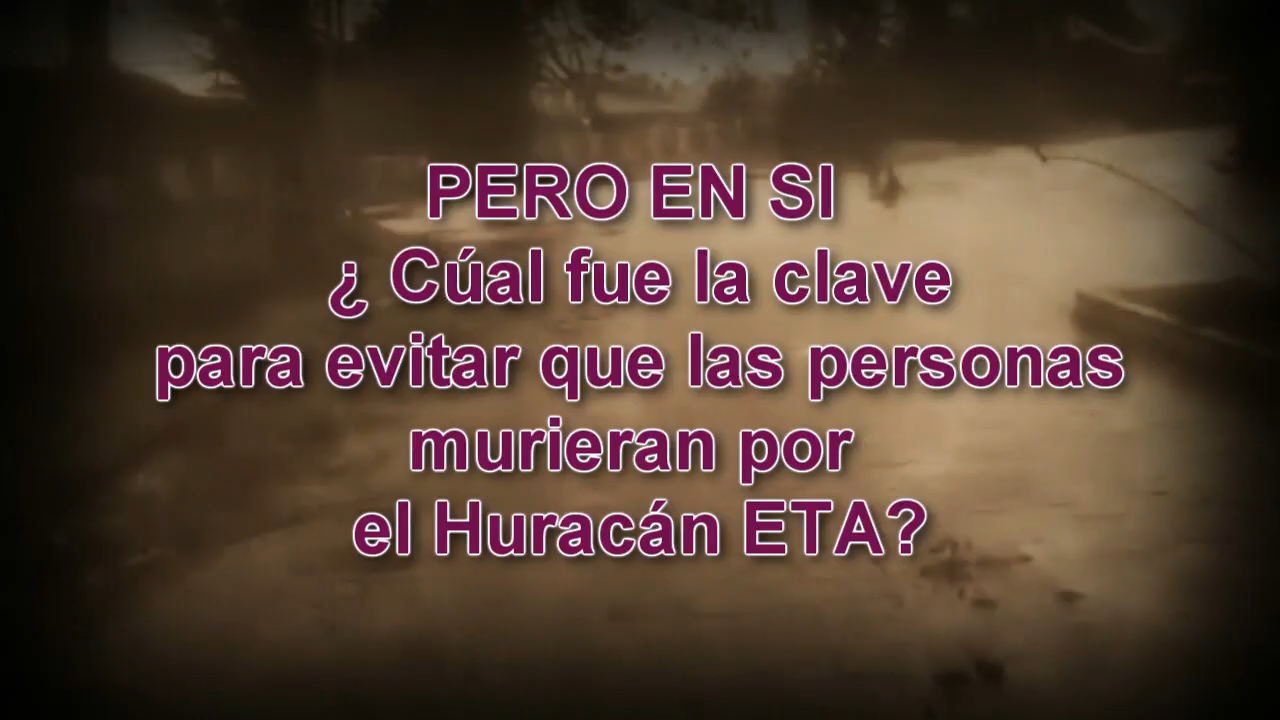 PERO EN SI
¿ Cúal fue la clave
para evitar que las personas
murieran por
el Huracán ETA?